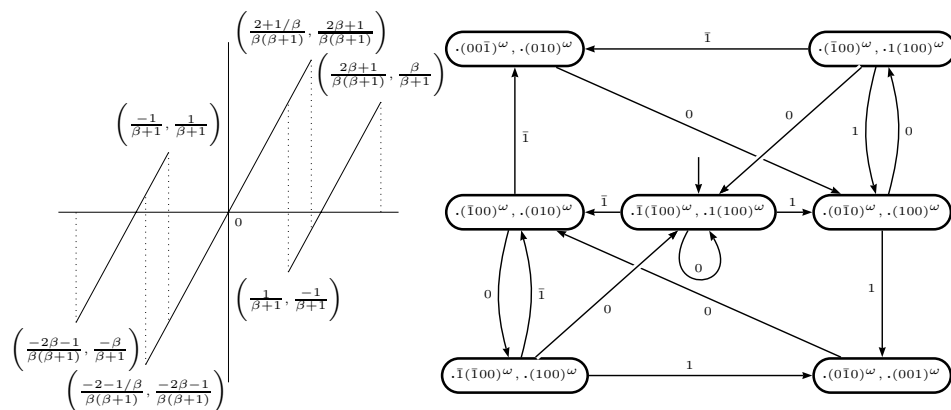 (2+1/β / β(β+1), 2β+1 / β(β+1))
(2β+1 / β(β+1), β / β+1)
(−1 / β+1, 1 / β+1)
0
(1 / β+1, −1 / β+1)
(−2β−1 / β(β+1), −β / β+1)
(−2−1/β / β(β+1), −2β−1 / β(β+1))
.(001̄)^ω, .(010)^ω
1̄
.(1̄00)^ω, .1(100)^ω
0
0
1
0
1̄
.(1̄00)^ω, .(010)^ω
1̄
.1̄(1̄00)^ω, .1(100)^ω
1
.(01̄0)^ω, .(100)^ω
0
0
1̄
0
0
1
.1̄(1̄00)^ω, .(100)^ω
1
.(01̄0)^ω, .(001)^ω